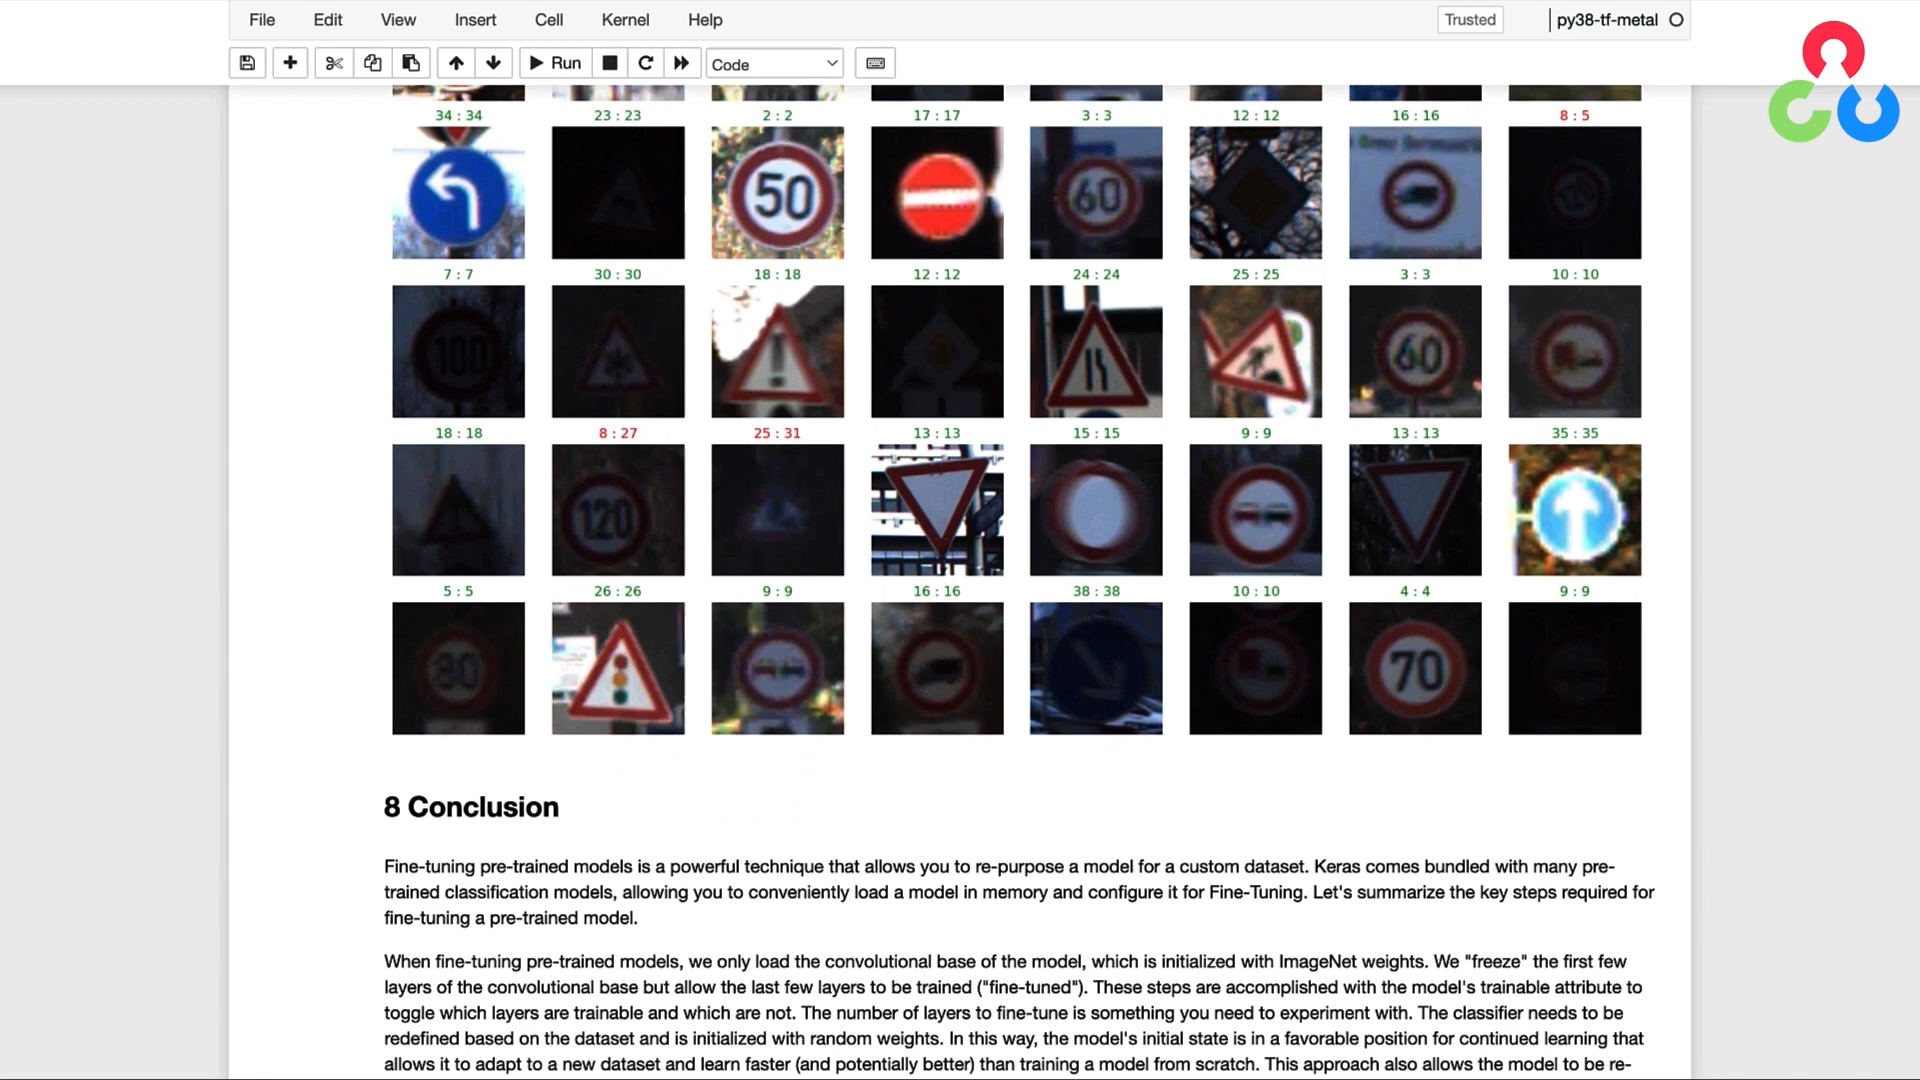 File Edit View Insert Cell Kernel Help Trusted py38-tf-metal
Run Code
34 : 34 23 : 23 2 : 2 17 : 17 3 : 3 12 : 12 16 : 16 8 : 5
50 60
7 : 7 30 : 30 18 : 18 12 : 12 24 : 24 25 : 25 3 : 3 10 : 10
100 60
18 : 18 8 : 27 25 : 31 13 : 13 15 : 15 9 : 9 13 : 13 35 : 35
120
5 : 5 26 : 26 9 : 9 16 : 16 38 : 38 10 : 10 4 : 4 9 : 9
80 70
8 Conclusion
Fine-tuning pre-trained models is a powerful technique that allows you to re-purpose a model for a custom dataset. Keras comes bundled with many pre-
trained classification models, allowing you to conveniently load a model in memory and configure it for Fine-Tuning. Let's summarize the key steps required for
fine-tuning a pre-trained model.
When fine-tuning pre-trained models, we only load the convolutional base of the model, which is initialized with ImageNet weights. We "freeze" the first few
layers of the convolutional base but allow the last few layers to be trained ("fine-tuned"). These steps are accomplished with the model's trainable attribute to
toggle which layers are trainable and which are not. The number of layers to fine-tune is something you need to experiment with. The classifier needs to be
redefined based on the dataset and is initialized with random weights. In this way, the model's initial state is in a favorable position for continued learning that
allows it to adapt to a new dataset and learn faster (and potentially better) than training a model from scratch. This approach also allows the model to be re-